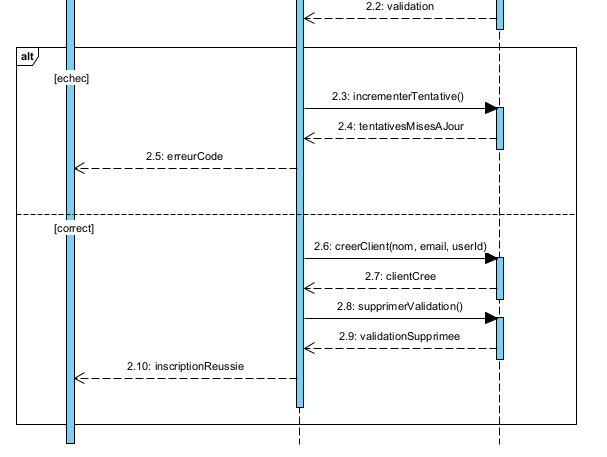 2.2: validation
alt
[echec]
2.3: incrementerTentative()
2.4: tentativesMisesAJour
2.5: erreurCode
[correct]
2.6: creerClient(nom, email, userId)
2.7: clientCree
2.8: supprimerValidation()
2.9: validationSupprimee
2.10: inscriptionReussie